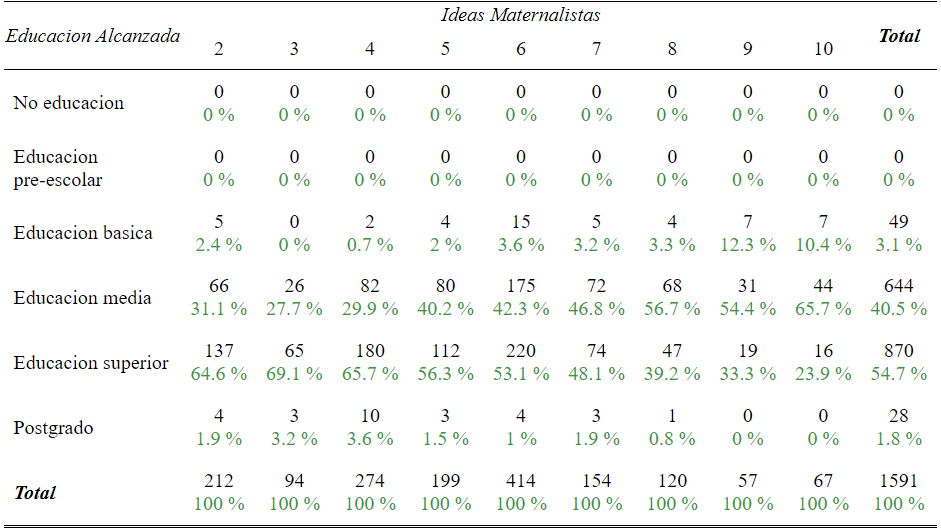 Educacion Alcanzada Ideas Maternalistas Total
2 3 4 5 6 7 8 9 10
No educacion 0 0 0 0 0 0 0 0 0 0
0 % 0 % 0 % 0 % 0 % 0 % 0 % 0 % 0 % 0 %
Educacion
pre-escolar 0 0 0 0 0 0 0 0 0 0
0 % 0 % 0 % 0 % 0 % 0 % 0 % 0 % 0 % 0 %
Educacion basica 5 0 2 4 15 5 4 7 7 49
2.4 % 0 % 0.7 % 2 % 3.6 % 3.2 % 3.3 % 12.3 % 10.4 % 3.1 %
Educacion media 66 26 82 80 175 72 68 31 44 644
31.1 % 27.7 % 29.9 % 40.2 % 42.3 % 46.8 % 56.7 % 54.4 % 65.7 % 40.5 %
Educacion superior 137 65 180 112 220 74 47 19 16 870
64.6 % 69.1 % 65.7 % 56.3 % 53.1 % 48.1 % 39.2 % 33.3 % 23.9 % 54.7 %
Postgrado 4 3 10 3 4 3 1 0 0 28
1.9 % 3.2 % 3.6 % 1.5 % 1 % 1.9 % 0.8 % 0 % 0 % 1.8 %
Total 212 94 274 199 414 154 120 57 67 1591
100 % 100 % 100 % 100 % 100 % 100 % 100 % 100 % 100 % 100 %